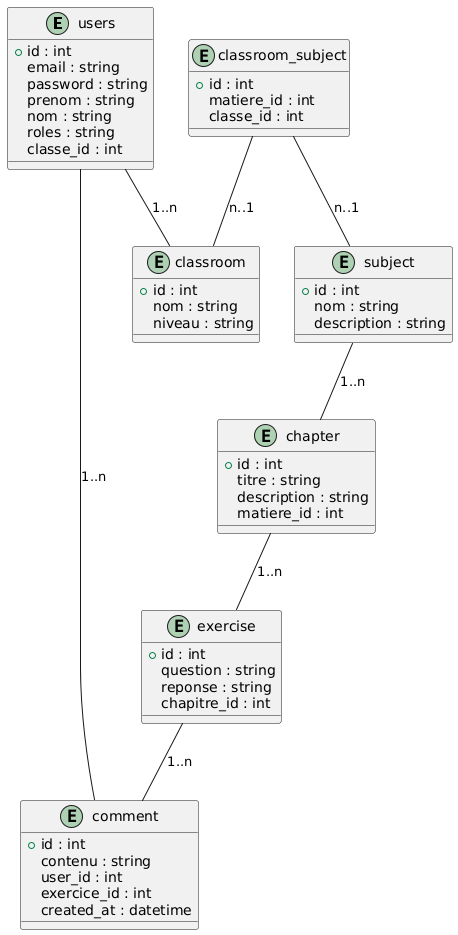 E users
id : int
email : string
password : string
prenom : string
nom : string
roles : string
classe_id : int
E classroom_subject
id : int
matiere_id : int
classe_id : int
1..n
n..1
n..1
E classroom
id : int
nom : string
niveau : string
E subject
id : int
nom : string
description : string
1..n
E chapter
id : int
titre : string
description : string
matiere_id : int
1..n
1..n
E exercise
id : int
question : string
reponse : string
chapitre_id : int
1..n
E comment
id : int
contenu : string
user_id : int
exercice_id : int
created_at : datetime